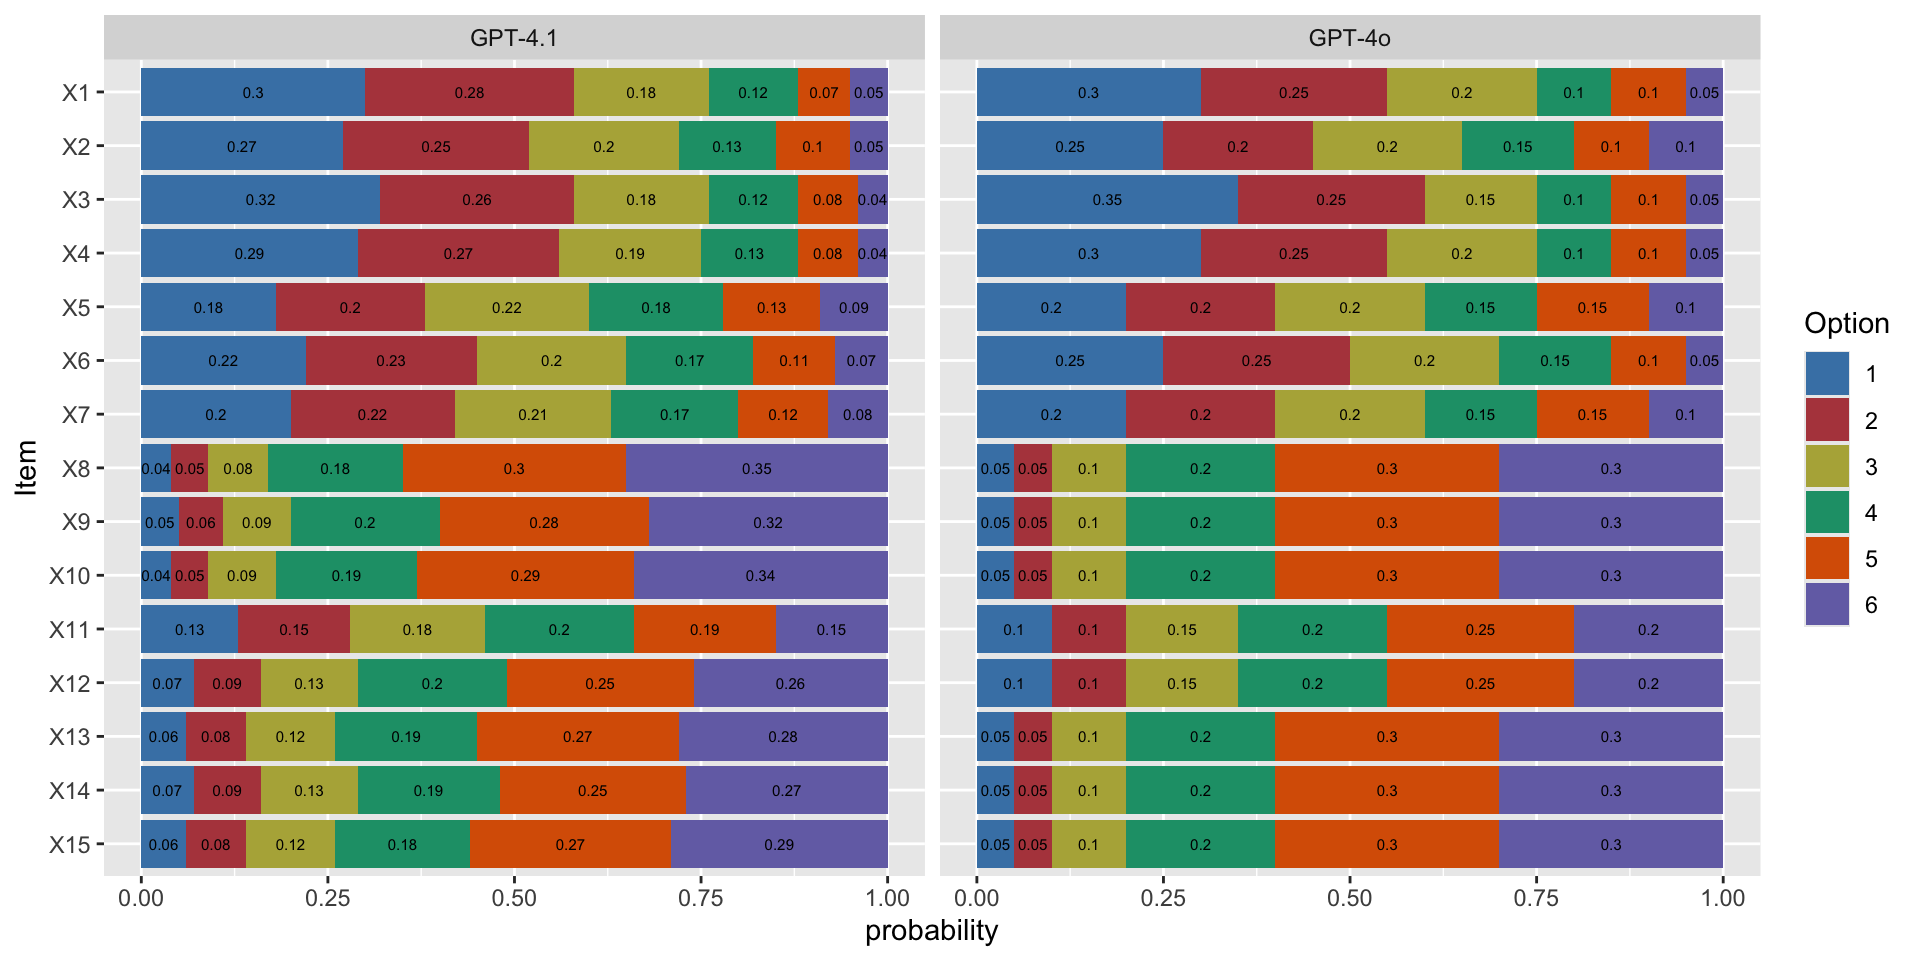 GPT-4.1 GPT-4o
X1 0.3 0.28 0.18 0.12 0.07 0.05 0.3 0.25 0.2 0.1 0.1 0.05
X2 0.27 0.25 0.2 0.13 0.1 0.05 0.25 0.2 0.2 0.15 0.1 0.1
X3 0.32 0.26 0.18 0.12 0.08 0.04 0.35 0.25 0.15 0.1 0.1 0.05
X4 0.29 0.27 0.19 0.13 0.08 0.04 0.3 0.25 0.2 0.1 0.1 0.05
X5 0.18 0.2 0.22 0.18 0.13 0.09 0.2 0.2 0.2 0.15 0.15 0.1
X6 0.22 0.23 0.2 0.17 0.11 0.07 0.25 0.25 0.2 0.15 0.1 0.05
X7 0.2 0.22 0.21 0.17 0.12 0.08 0.2 0.2 0.2 0.15 0.15 0.1
X8 0.04 0.05 0.08 0.18 0.3 0.35 0.05 0.05 0.1 0.2 0.3 0.3
X9 0.05 0.06 0.09 0.2 0.28 0.32 0.05 0.05 0.1 0.2 0.3 0.3
X10 0.04 0.05 0.09 0.19 0.29 0.34 0.05 0.05 0.1 0.2 0.3 0.3
X11 0.13 0.15 0.18 0.2 0.19 0.15 0.1 0.1 0.15 0.2 0.25 0.2
X12 0.07 0.09 0.13 0.2 0.25 0.26 0.1 0.1 0.15 0.2 0.25 0.2
X13 0.06 0.08 0.12 0.19 0.27 0.28 0.05 0.05 0.1 0.2 0.3 0.3
X14 0.07 0.09 0.13 0.19 0.25 0.27 0.05 0.05 0.1 0.2 0.3 0.3
X15 0.06 0.08 0.12 0.18 0.27 0.29 0.05 0.05 0.1 0.2 0.3 0.3
0.00 0.25 0.50 0.75 1.00 0.00 0.25 0.50 0.75 1.00
probability
Item
Option
1
2
3
4
5
6